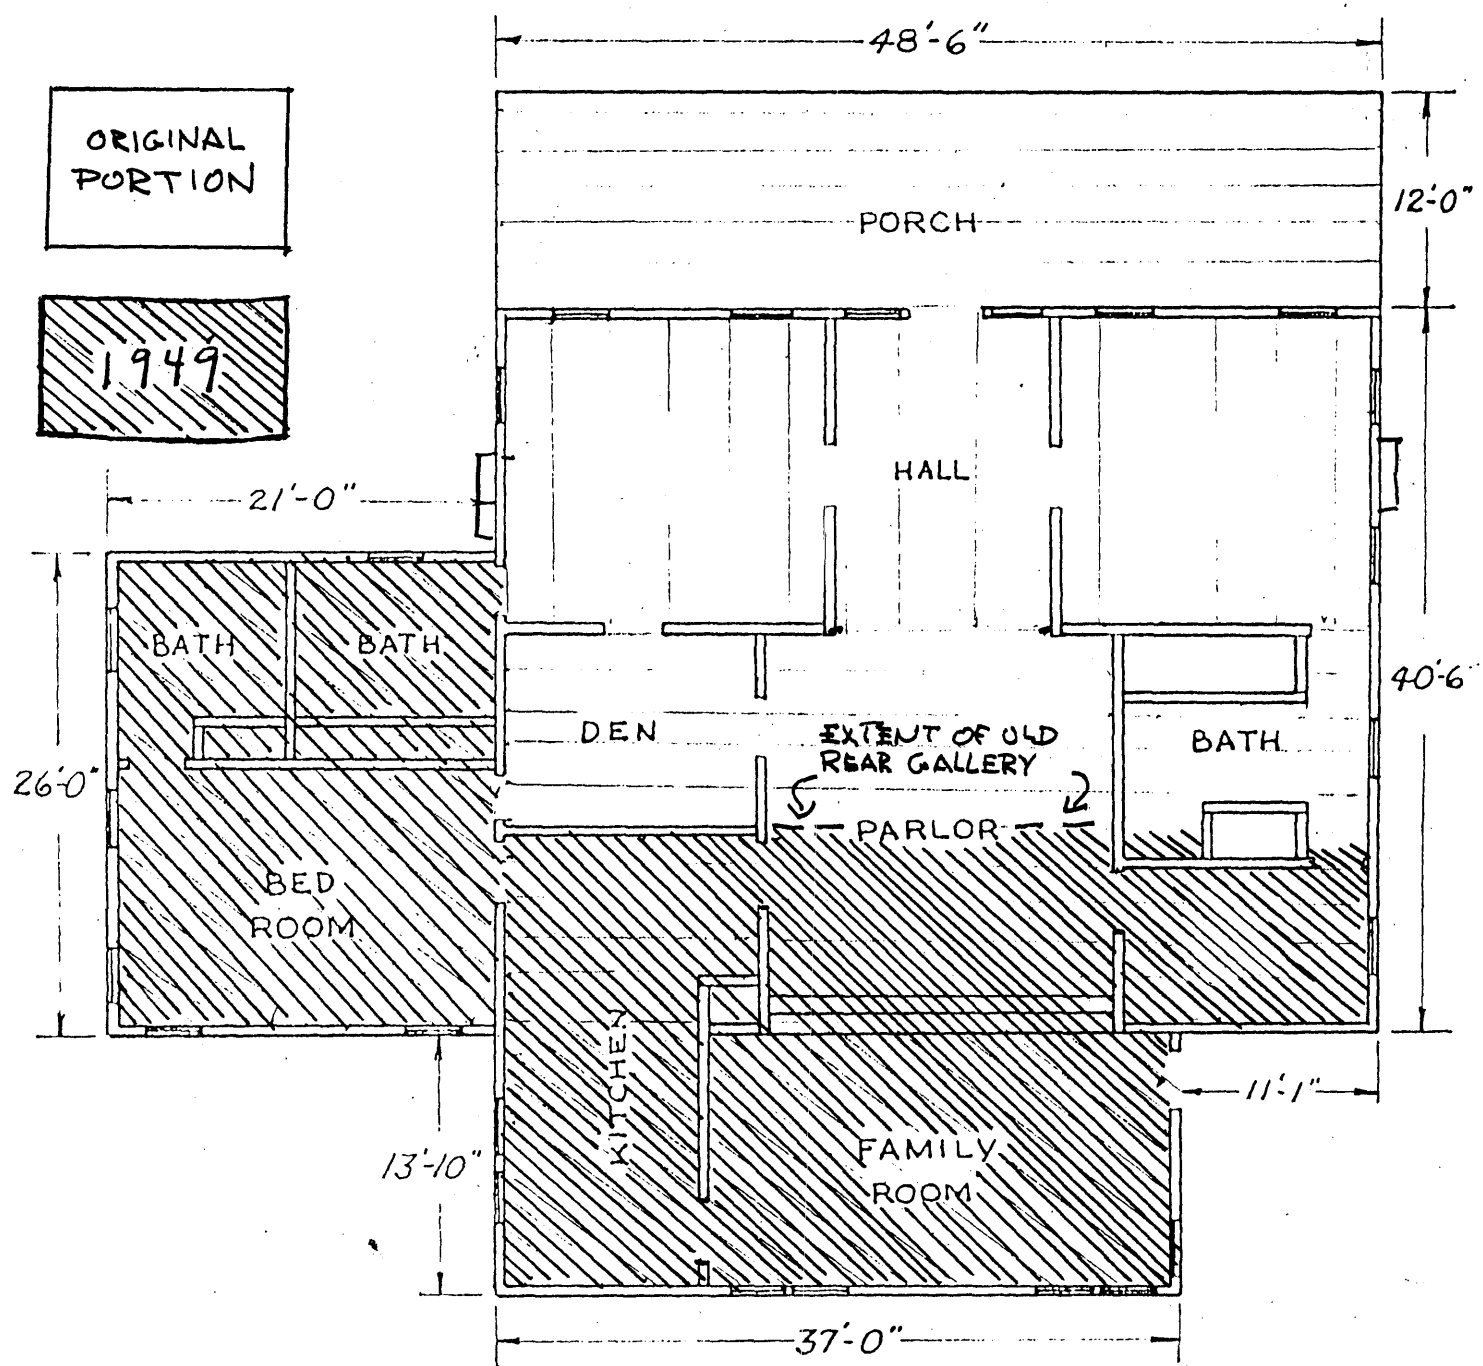 48'-6"
ORIGINAL
PORTION
12'-0"
PORCH
1949
HALL
21'-0"
BATH
BATH
40'-6"
DEN
EXTENT OF OLD
REAR GALLERY
BATH
26'-0"
PARLOR
BED
ROOM
KITCHEN
11'-1"
13'-10"
FAMILY
ROOM
37'-0"